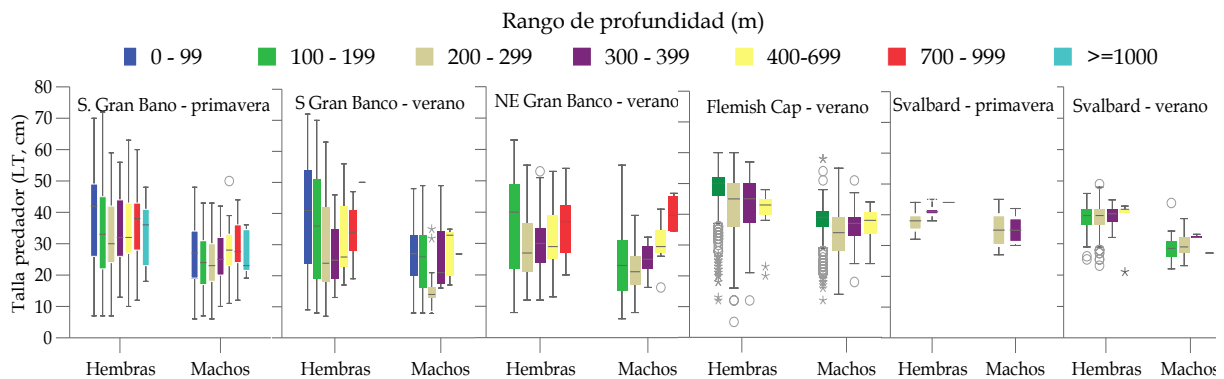 Rango de profundidad (m)
0 - 99 100 - 199 200 - 299 300 - 399 400-699 700 - 999 >=1000
S. Gran Bano - primavera S Gran Banco - verano NE Gran Banco - verano Flemish Cap - verano Svalbard - primavera Svalbard - verano
Talla predador (LT, cm)
80
70
60
50
40
30
20
10
0
Hembras Machos Hembras Machos Hembras Machos Hembras Machos Hembras Machos Hembras Machos